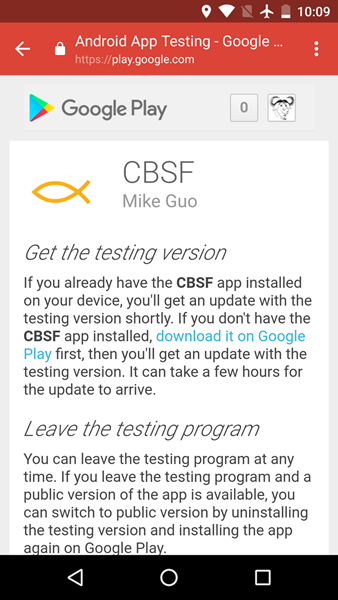 10:09
Android App Testing - Google ...
https://play.google.com
Google Play
0
CBSF
Mike Guo
Get the testing version
If you already have the CBSF app installed
on your device, you'll get an update with the
testing version shortly. If you don't have the
CBSF app installed, download it on Google
Play first, then you'll get an update with the
testing version. It can take a few hours for
the update to arrive.
Leave the testing program
You can leave the testing program at any
time. If you leave the testing program and a
public version of the app is available, you
can switch to public version by uninstalling
the testing version and installing the app
again on Google Play.